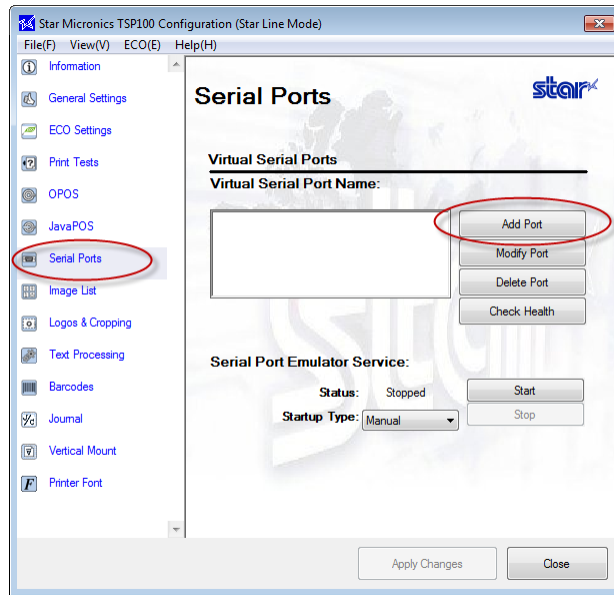 Star Micronics TSP100 Configuration (Star Line Mode)
File(F) View(V) ECO(E) Help(H)
Information
General Settings
ECO Settings
Print Tests
OPOS
JavaPOS
Serial Ports
Image List
Logos & Cropping
Text Processing
Barcodes
Journal
Vertical Mount
Printer Font
Serial Ports
star
Virtual Serial Ports
Virtual Serial Port Name:
Add Port
Modify Port
Delete Port
Check Health
Serial Port Emulator Service:
Status: Stopped
Start
Startup Type: Manual
Stop
Apply Changes
Close